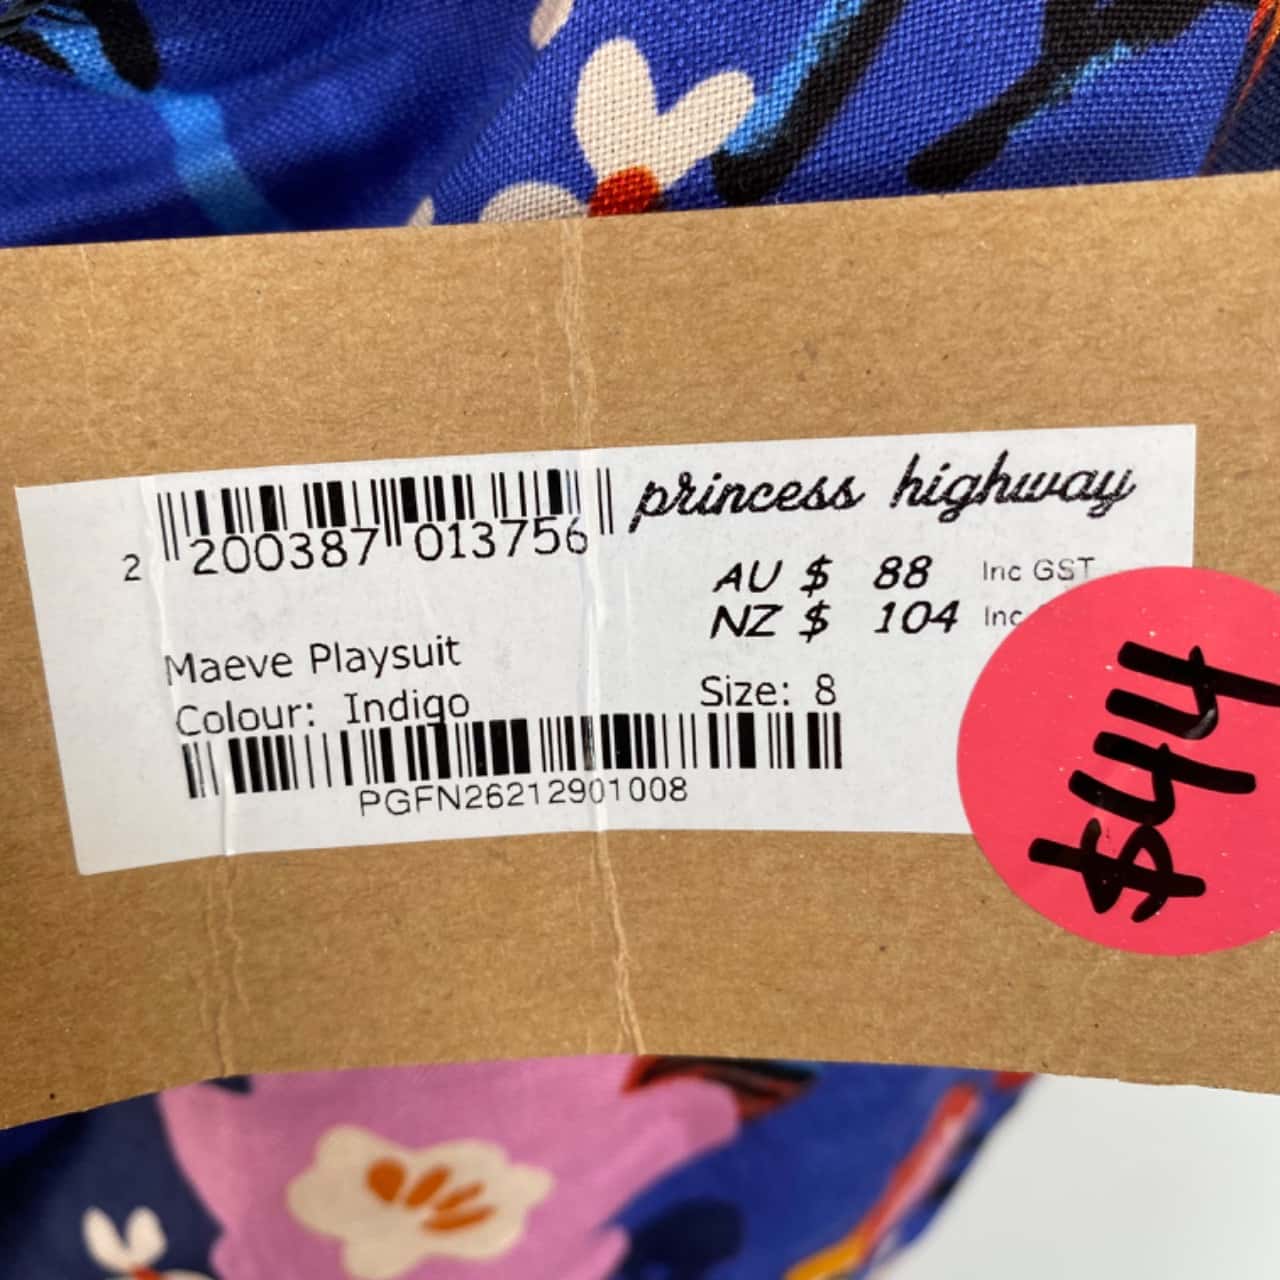 princess highway
2 200387 013756
AU $ 88 Inc GST
NZ $ 104 Inc
Maeve Playsuit
Colour: Indigo Size: 8
PGFN26212901008
$44